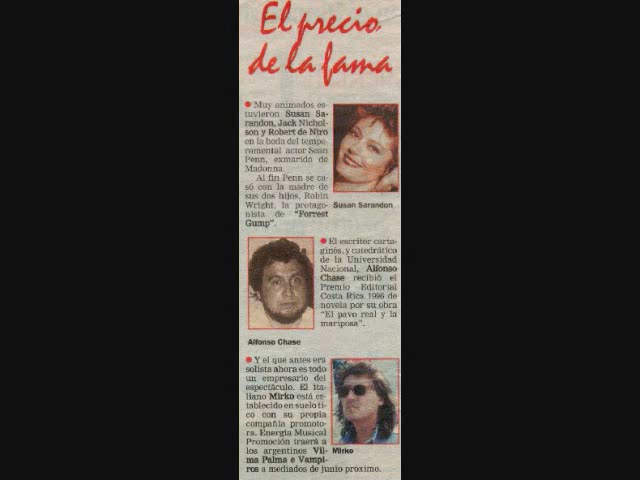 El precio
de la fama
Muy animados es-
tuvieron Susan Sa-
randon, Jack Nichol-
son y Robert de Niro
en la boda del tempe-
ramental actor Sean
Penn, exmarido de
Madonna.
Al fin Penn se ca-
só con la madre de
sus dos hijos, Robin
Wright, la protago-
nista de "Forrest
Gump".
Susan Sarandon
El escritor carta-
ginés, y catedrático
de la Universidad
Nacional, Alfonso
Chase recibió el
Premio Editorial
Costa Rica 1996 de
novela por su obra
"El pavo real y la
mariposa".
Alfonso Chase
Y el que antes era
solista ahora es todo
un empresario del
espectáculo. El ita-
liano Mirko está es-
tablecido en suelo ti-
co con su propia
compañía promoto-
ra. Energía Musical
Promoción traerá a
los argentinos Vil-
ma Palma e Vampi-
ros a mediados de junio próximo.
Mirko